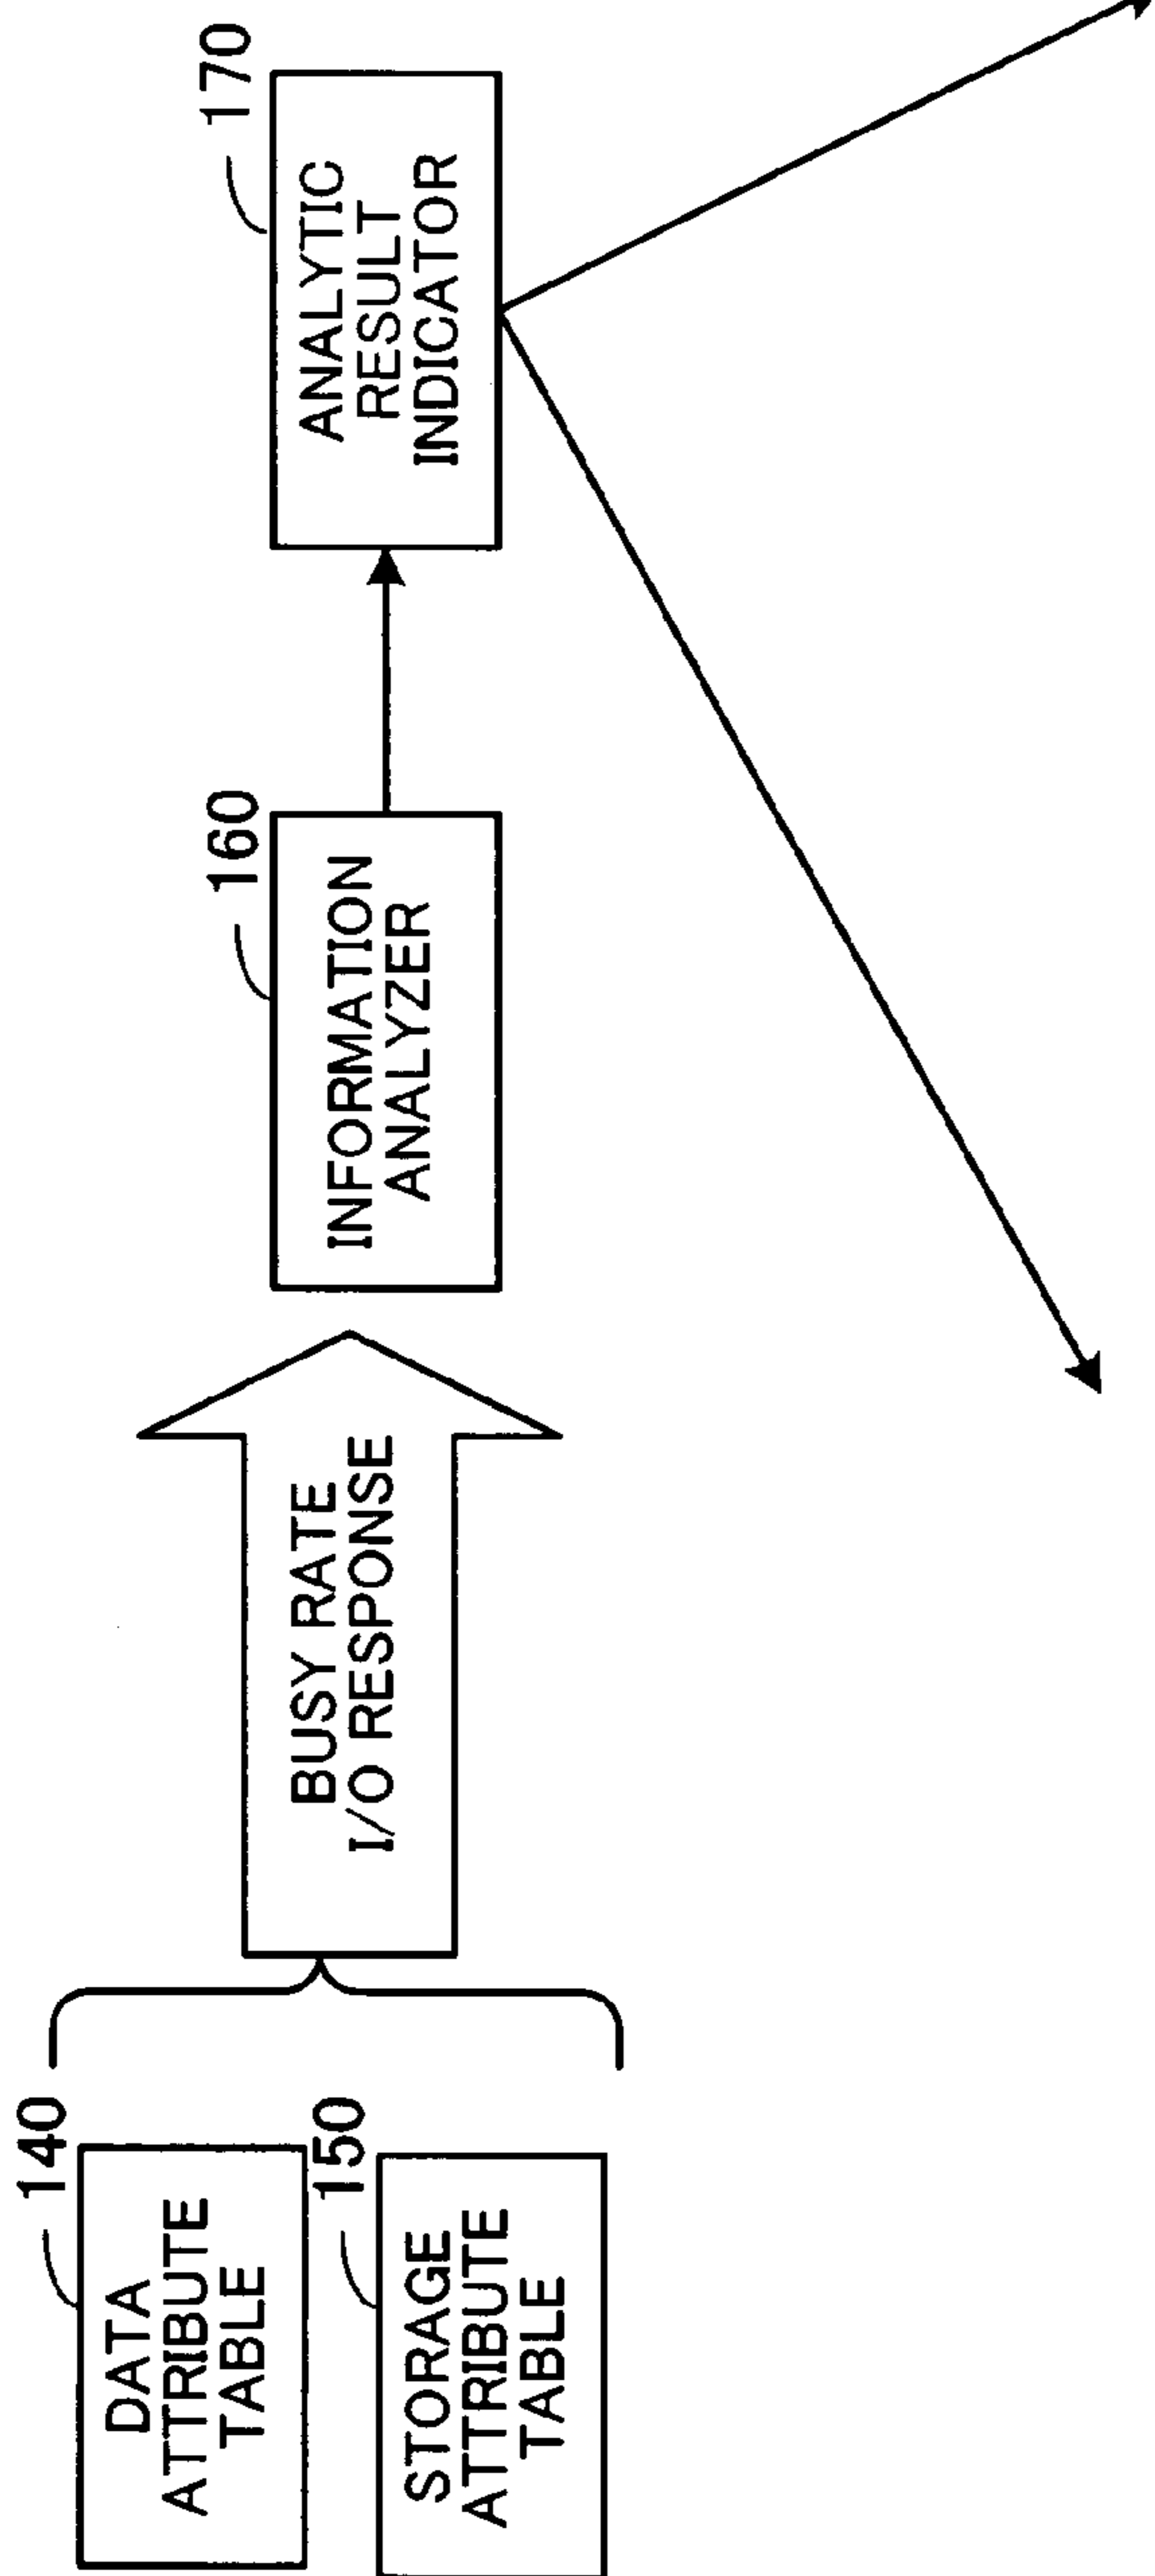 140
DATA
ATTRIBUTE
TABLE
150
STORAGE
ATTRIBUTE
TABLE
BUSY RATE
I/O RESPONSE
160
INFORMATION
ANALYZER
170
ANALYTIC
RESULT
INDICATOR